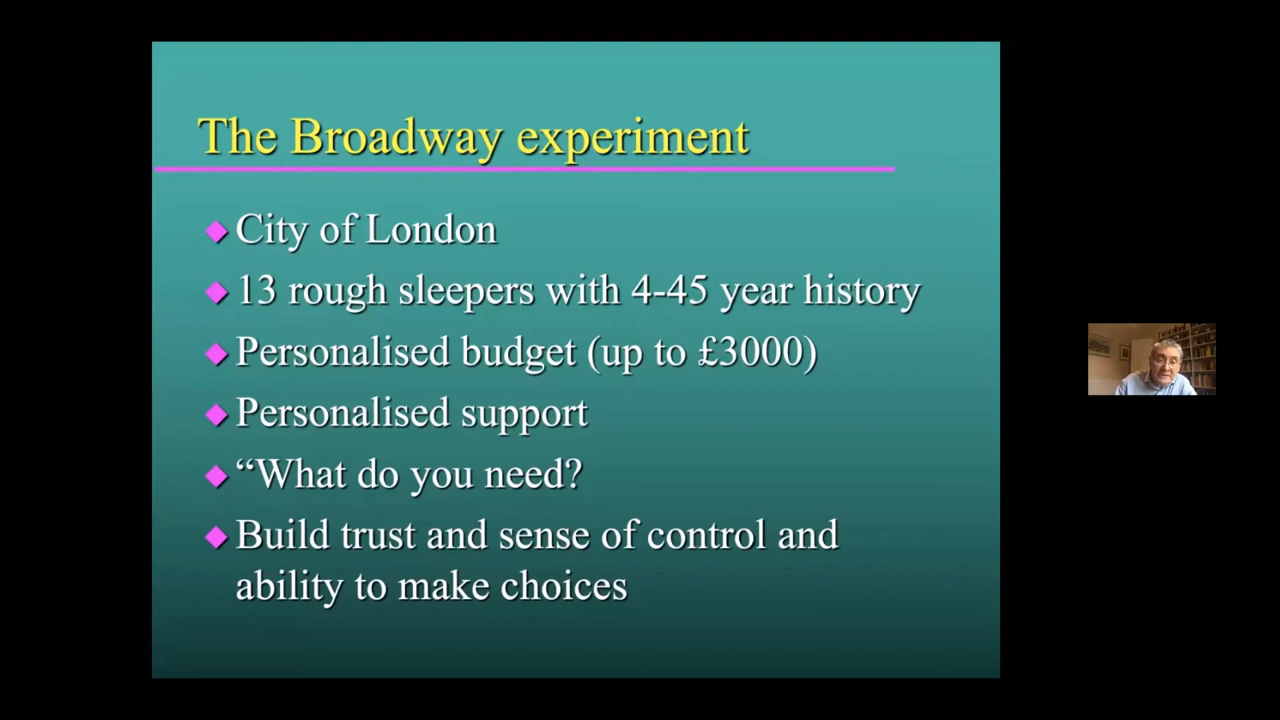 The Broadway experiment
City of London
13 rough sleepers with 4-45 year history
Personalised budget (up to £3000)
Personalised support
“What do you need?
Build trust and sense of control and
ability to make choices